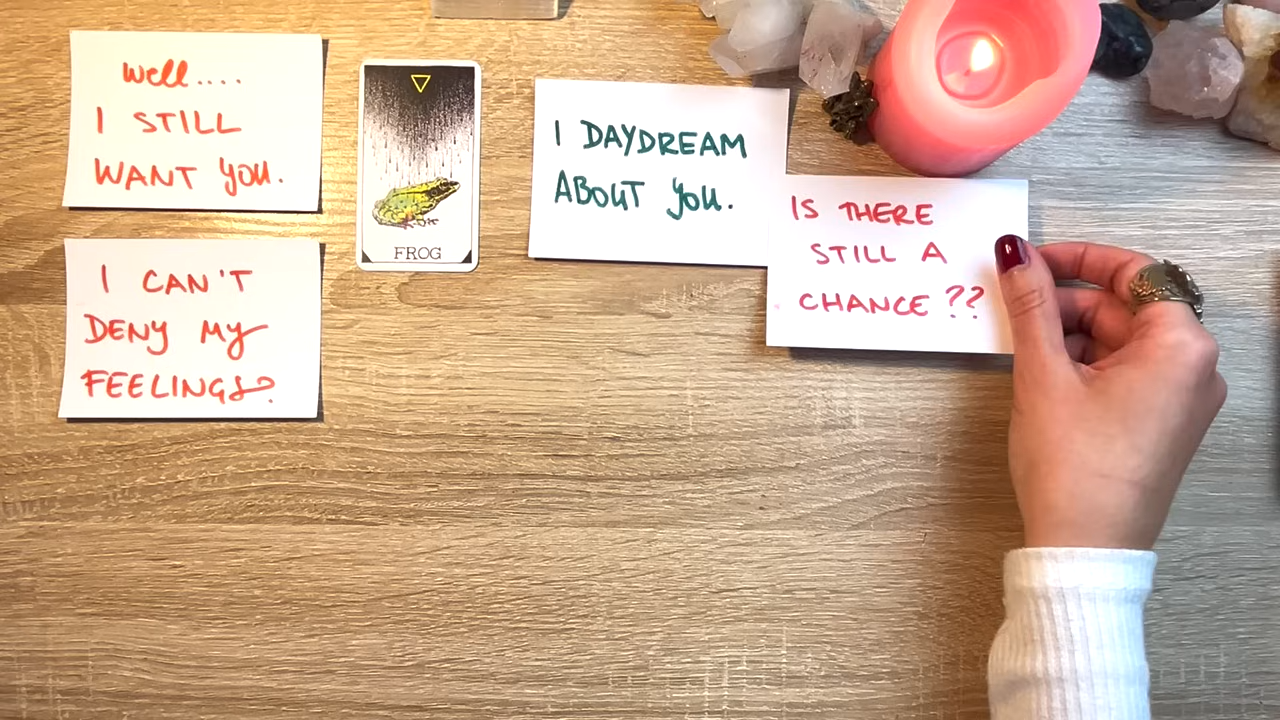 Well....
I STILL
WANT YOU.
I CAN'T
DENY MY
FEELINGS.
FROG
I DAYDREAM
ABOUT YOU.
IS THERE
STILL A
CHANCE ??